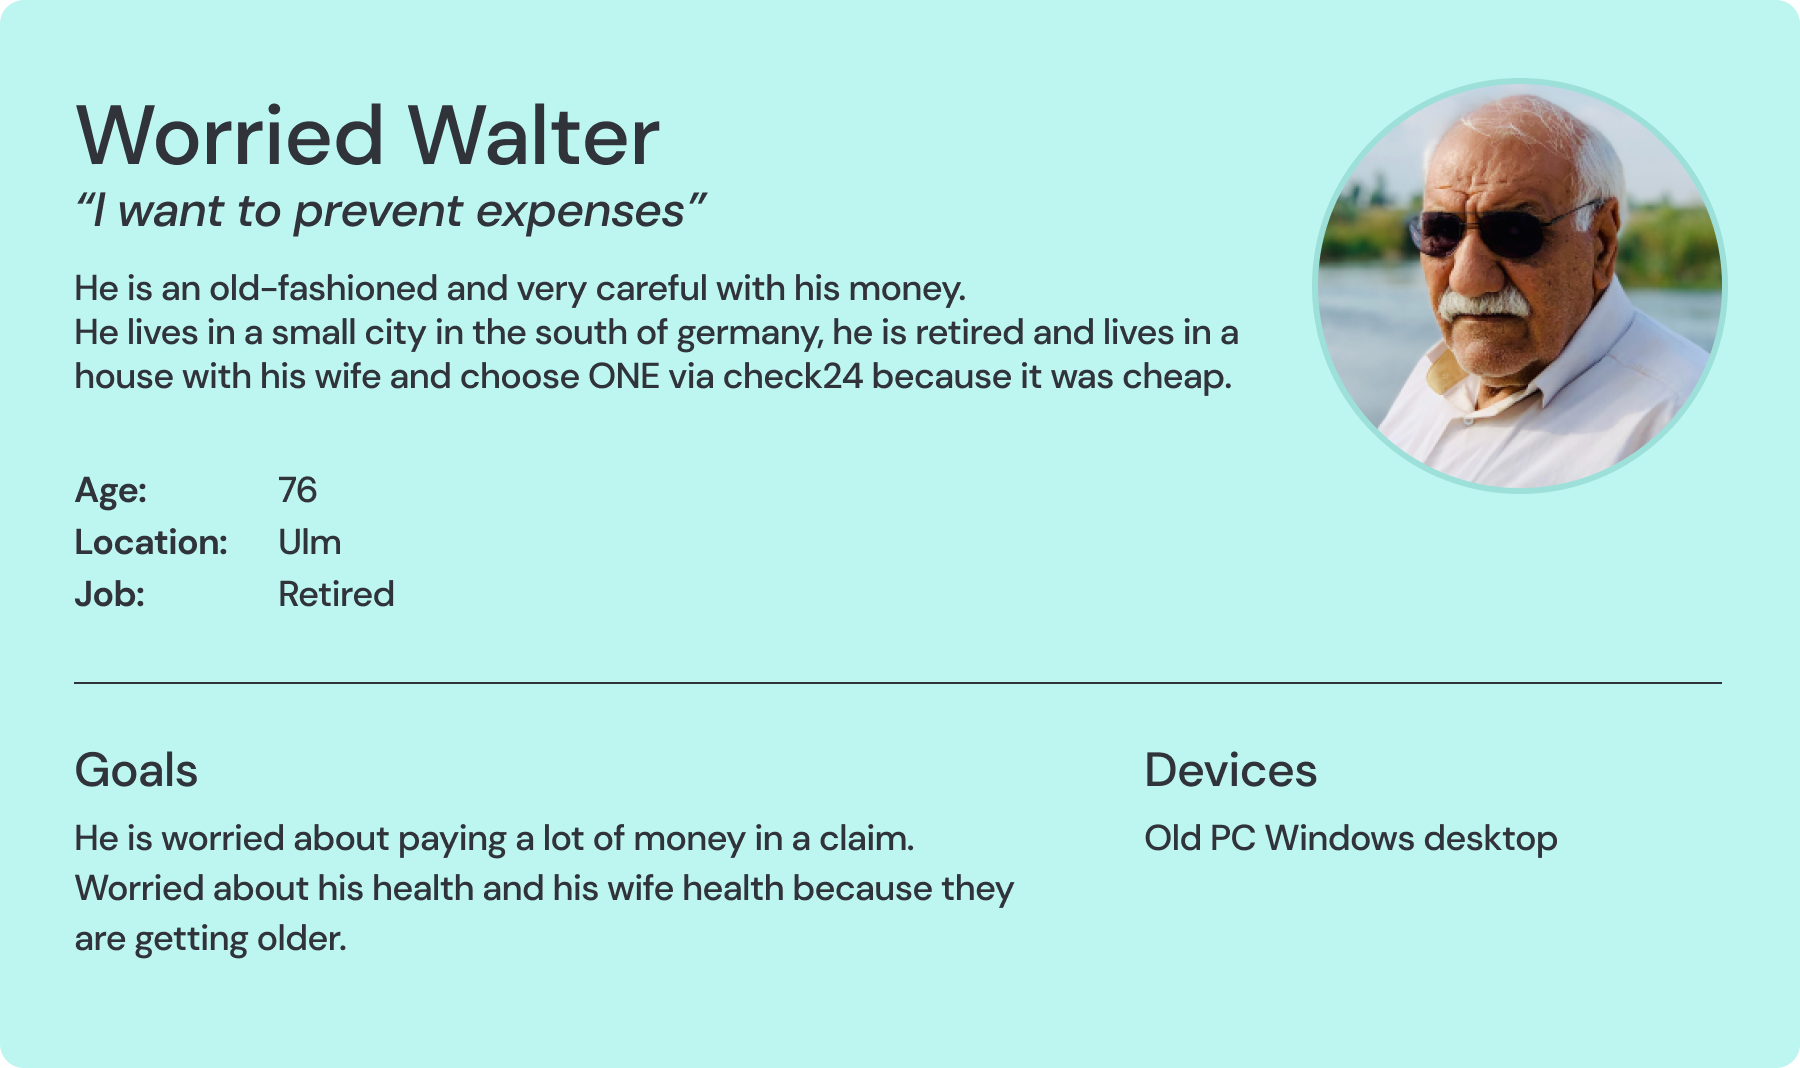 Worried Walter
“I want to prevent expenses”
He is an old-fashioned and very careful with his money.
He lives in a small city in the south of germany, he is retired and lives in a
house with his wife and choose ONE via check24 because it was cheap.
Age: 76
Location: Ulm
Job: Retired
Goals
He is worried about paying a lot of money in a claim.
Worried about his health and his wife health because they
are getting older.
Devices
Old PC Windows desktop